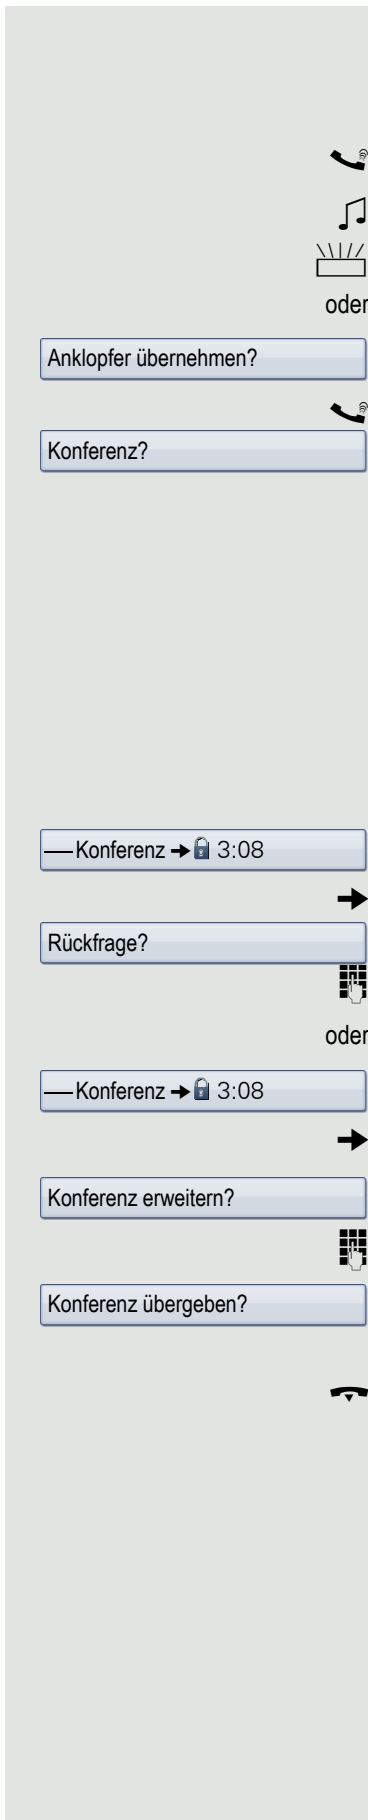 oder
Anklopfer übernehmen?
Konferenz?
Konferenz 3:08
Rückfrage?
oder
Konferenz 3:08
Konferenz erweitern?
Konferenz übergeben?